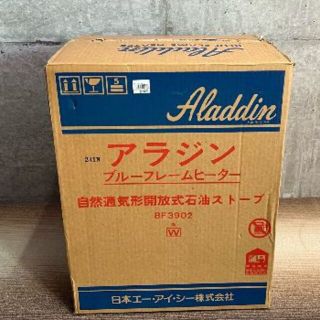 Aladdin
5
Aladdin
アラジン
ブルーフレームヒーター
自然通気形開放式石油ストーブ
BF3902
W
日本エー・アイ・シー株式会社